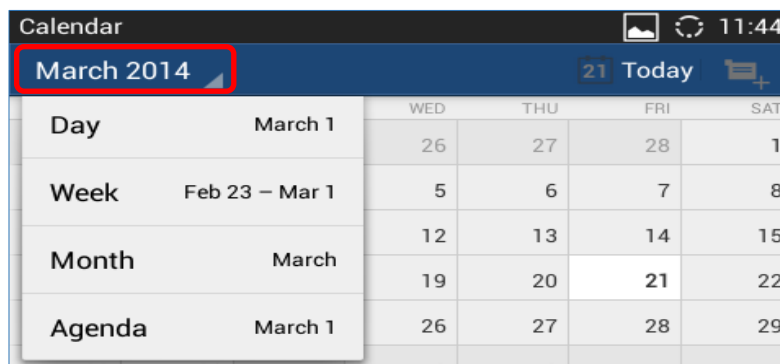 Calendar 11:44
March 2014 21 Today
WED THU FRI SAT
Day March 1
26 27 28 1
Week Feb 23 – Mar 1
5 6 7 8
12 13 14 15
Month March
19 20 21 22
Agenda March 1
26 27 28 29